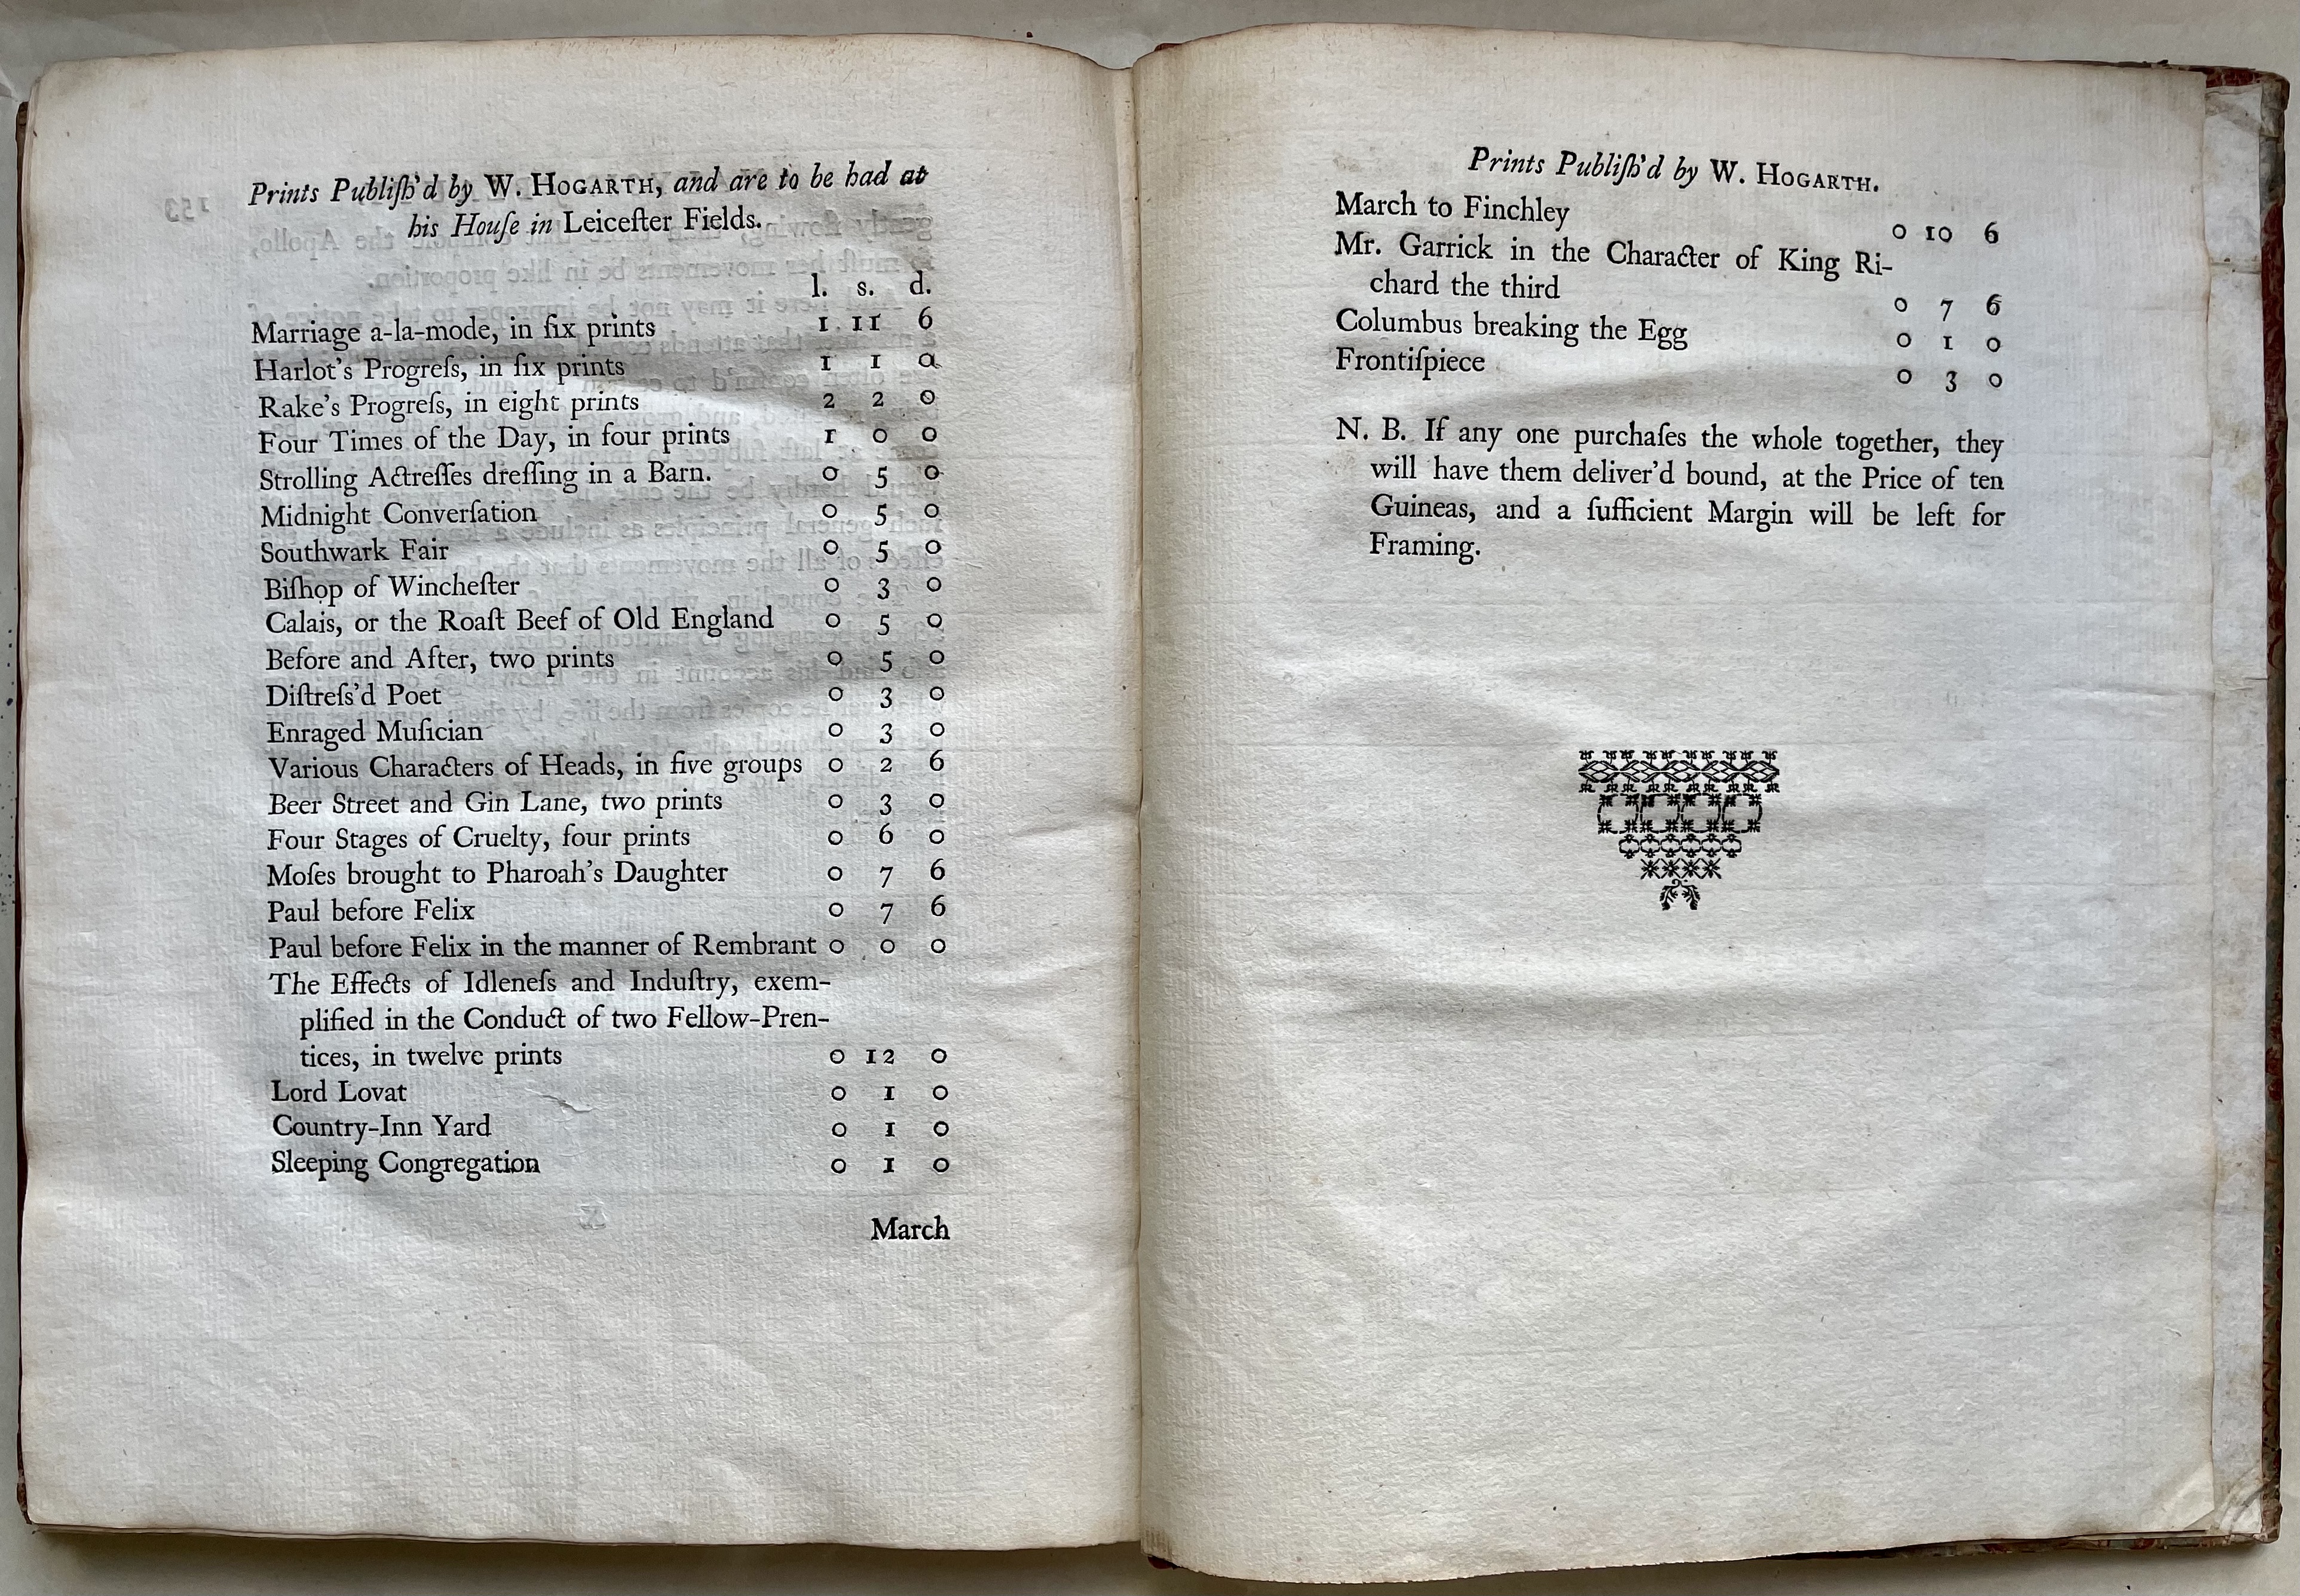 Prints Publiſh'd by W. HOGARTH, and are to be had at
his Houſe in Leiceſter Fields.
l. s. d.
Marriage a-la-mode, in ſix prints 1 11 6
Harlot's Progreſs, in ſix prints 1 1 0
Rake's Progreſs, in eight prints 2 2 0
Four Times of the Day, in four prints 1 0 0
Strolling Actreſſes dreſſing in a Barn. 0 5 0
Midnight Converſation 0 5 0
Southwark Fair 0 5 0
Biſhop of Wincheſter 0 3 0
Calais, or the Roaſt Beef of Old England 0 5 0
Before and After, two prints 0 5 0
Diſtreſs'd Poet 0 3 0
Enraged Muſician 0 3 0
Various Characters of Heads, in five groups 0 2 6
Beer Street and Gin Lane, two prints 0 3 0
Four Stages of Cruelty, four prints 0 6 0
Moſes brought to Pharoah's Daughter 0 7 6
Paul before Felix 0 7 6
Paul before Felix in the manner of Rembrant 0 0 0
The Effects of Idleneſs and Induſtry, exem-
plified in the Conduct of two Fellow-Pren-
tices, in twelve prints 0 12 0
Lord Lovat 0 1 0
Country-Inn Yard 0 1 0
Sleeping Congregation 0 1 0
March
Prints Publiſh'd by W. HOGARTH.
March to Finchley 0 10 6
Mr. Garrick in the Character of King Ri-
chard the third 0 7 6
Columbus breaking the Egg 0 1 0
Frontiſpiece 0 3 0
N. B. If any one purchaſes the whole together, they
will have them deliver'd bound, at the Price of ten
Guineas, and a ſufficient Margin will be left for
Framing.